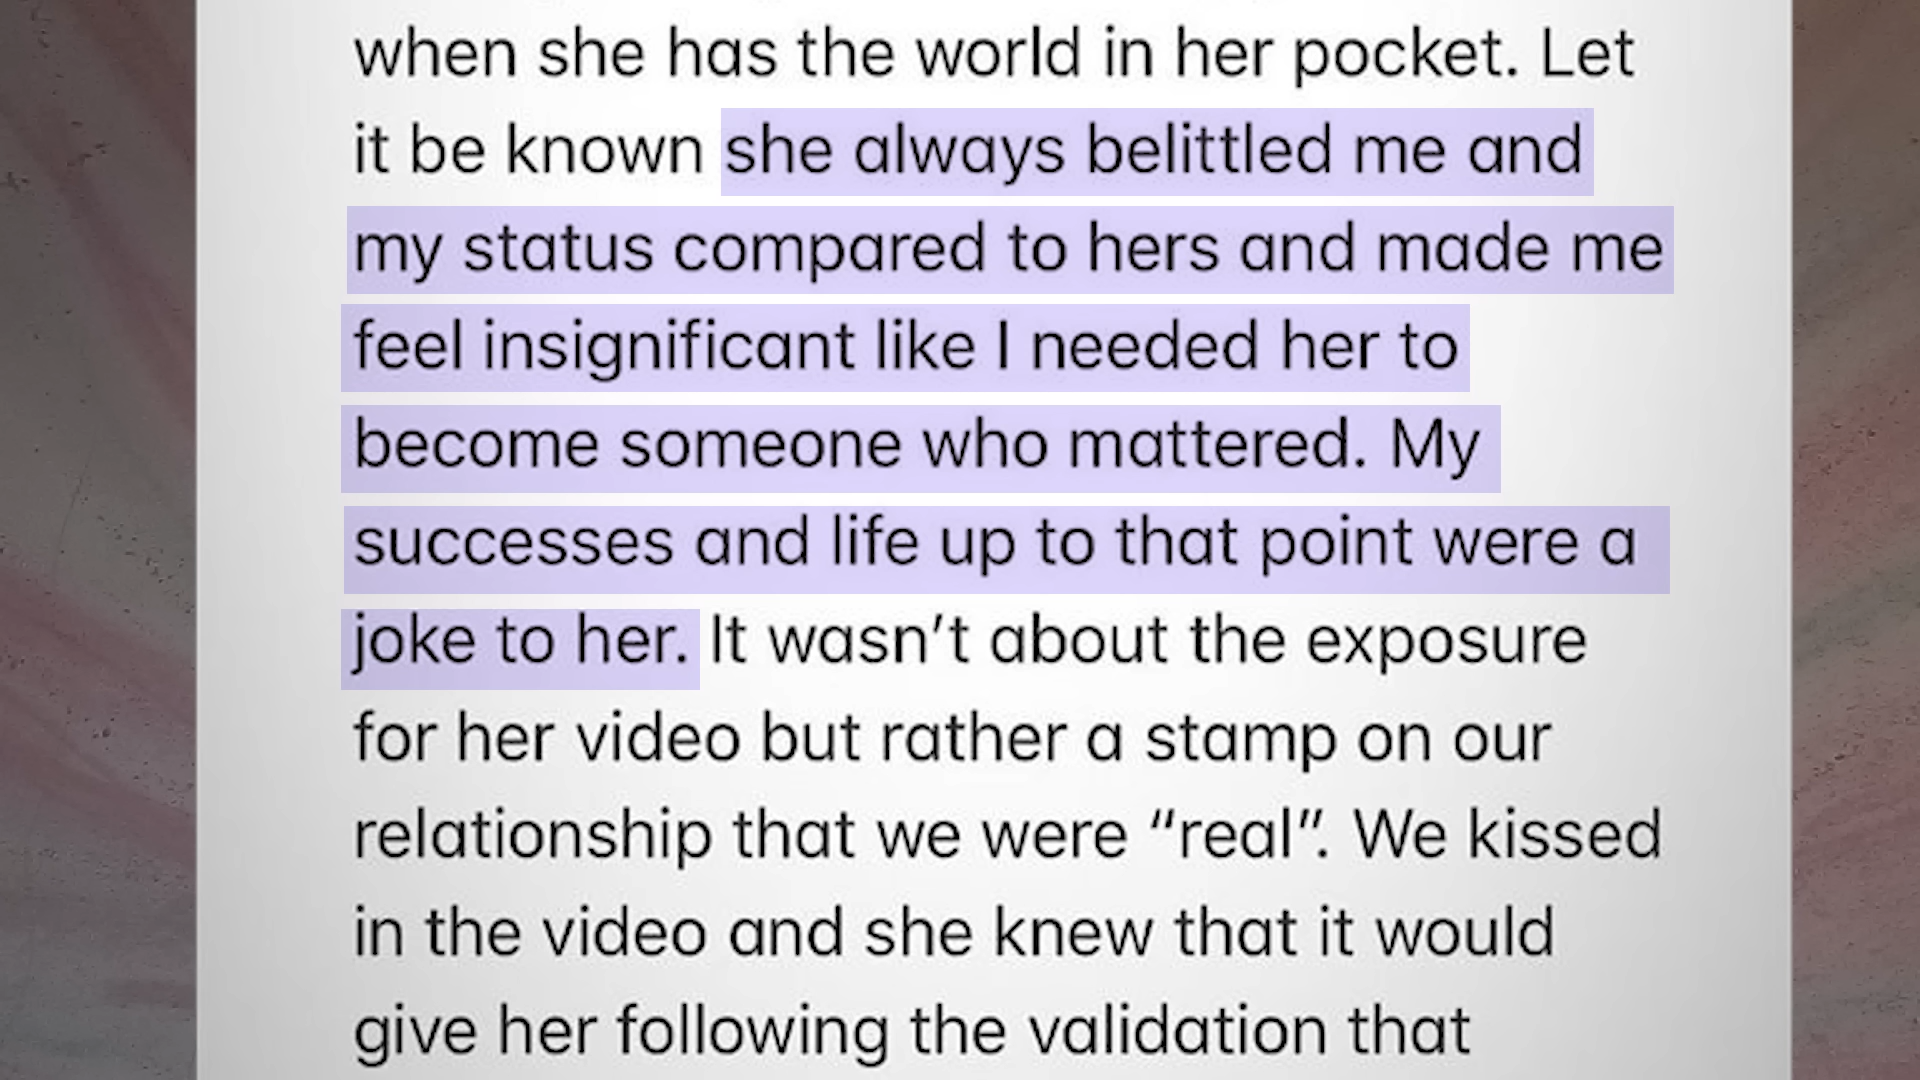 when she has the world in her pocket. Let
it be known she always belittled me and
my status compared to hers and made me
feel insignificant like I needed her to
become someone who mattered. My
successes and life up to that point were a
joke to her. It wasn’t about the exposure
for her video but rather a stamp on our
relationship that we were “real”. We kissed
in the video and she knew that it would
give her following the validation that